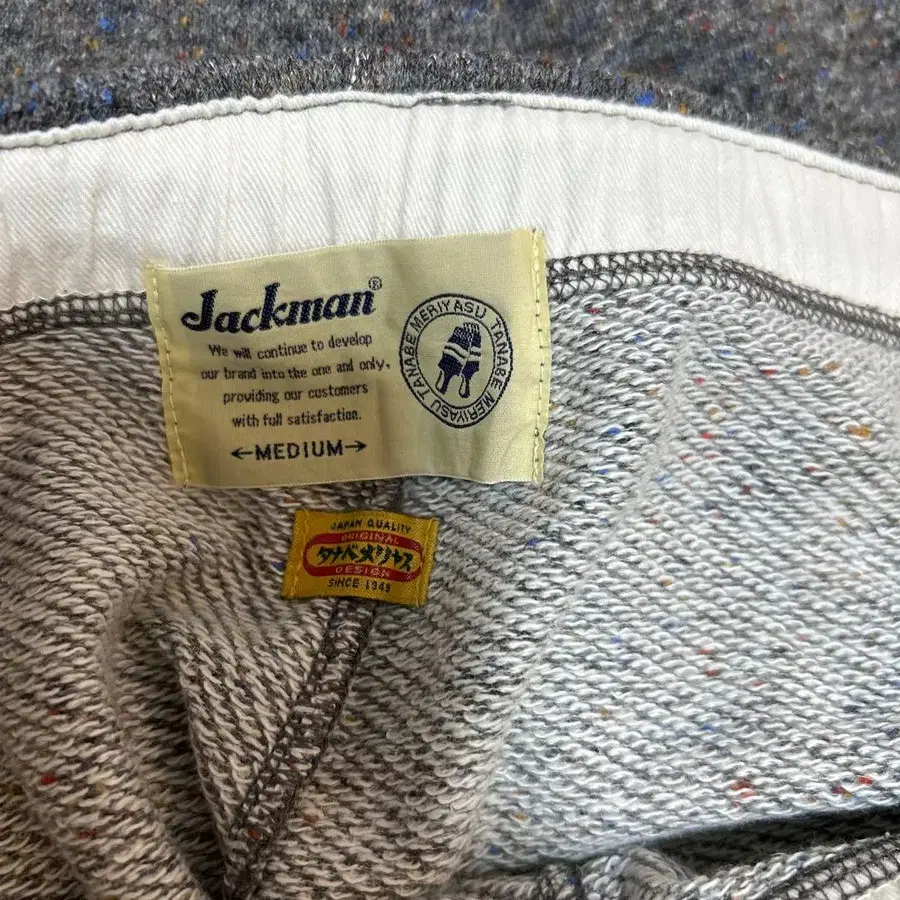 Jackman®
We will continue to develop
our brand into the one and only,
providing our customers
with full satisfaction.
←MEDIUM→
TANABE MERIYASU TANABE MERIYASU
JAPAN QUALITY
ORIGINAL
タナベメリヤス
DESIGN
SINCE 1949